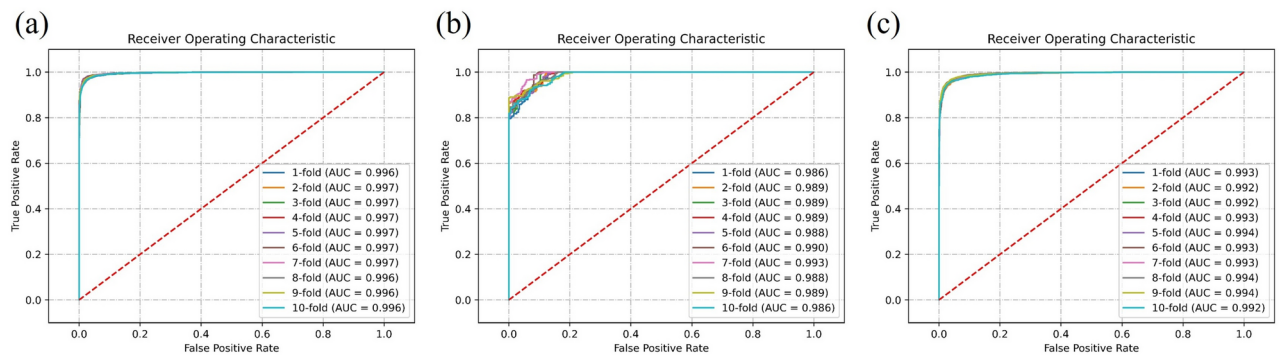 (a)
Receiver Operating Characteristic
True Positive Rate
1.0
0.8
0.6
0.4
0.2
0.0
1-fold (AUC = 0.996)
2-fold (AUC = 0.997)
3-fold (AUC = 0.997)
4-fold (AUC = 0.997)
5-fold (AUC = 0.997)
6-fold (AUC = 0.997)
7-fold (AUC = 0.997)
8-fold (AUC = 0.996)
9-fold (AUC = 0.996)
10-fold (AUC = 0.996)
0.0 0.2 0.4 0.6 0.8 1.0
False Positive Rate
(b)
Receiver Operating Characteristic
True Positive Rate
1.0
0.8
0.6
0.4
0.2
0.0
1-fold (AUC = 0.986)
2-fold (AUC = 0.989)
3-fold (AUC = 0.989)
4-fold (AUC = 0.989)
5-fold (AUC = 0.988)
6-fold (AUC = 0.990)
7-fold (AUC = 0.993)
8-fold (AUC = 0.988)
9-fold (AUC = 0.989)
10-fold (AUC = 0.986)
0.0 0.2 0.4 0.6 0.8 1.0
False Positive Rate
(c)
Receiver Operating Characteristic
True Positive Rate
1.0
0.8
0.6
0.4
0.2
0.0
1-fold (AUC = 0.993)
2-fold (AUC = 0.992)
3-fold (AUC = 0.992)
4-fold (AUC = 0.993)
5-fold (AUC = 0.994)
6-fold (AUC = 0.993)
7-fold (AUC = 0.993)
8-fold (AUC = 0.994)
9-fold (AUC = 0.994)
10-fold (AUC = 0.992)
0.0 0.2 0.4 0.6 0.8 1.0
False Positive Rate